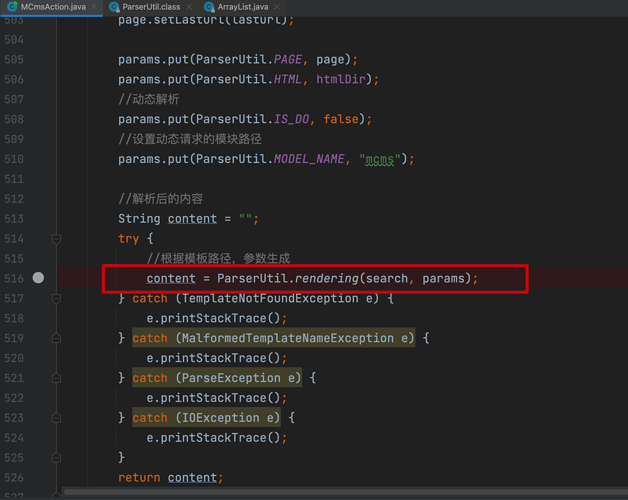 MCmsAction.java ParserUtil.class ArrayList.java
503 page.setLasturl(lasturl);
504
505 params.put(ParserUtil.PAGE, page);
506 params.put(ParserUtil.HTML, htmlDir);
507 //动态解析
508 params.put(ParserUtil.IS_DO, false);
509 //设置动态请求的模块路径
510 params.put(ParserUtil.MODEL_NAME, "mcms");
511
512 //解析后的内容
513 String content = "";
514 try {
515 //根据模板路径，参数生成
516 content = ParserUtil.rendering(search, params);
517 } catch (TemplateNotFoundException e) {
518 e.printStackTrace();
519 } catch (MalformedTemplateNameException e) {
520 e.printStackTrace();
521 } catch (ParseException e) {
522 e.printStackTrace();
523 } catch (IOException e) {
524 e.printStackTrace();
525 }
526 return content;
527